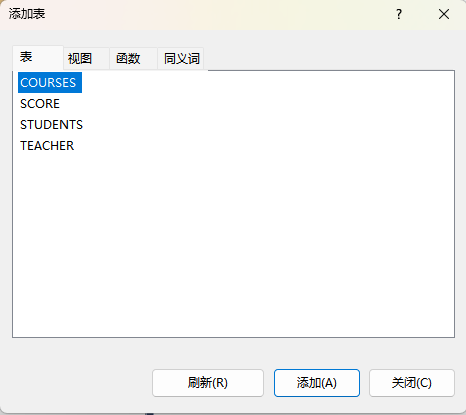 添加表
?
表 视图 函数 同义词
COURSES
SCORE
STUDENTS
TEACHER
刷新(R) 添加(A) 关闭(C)